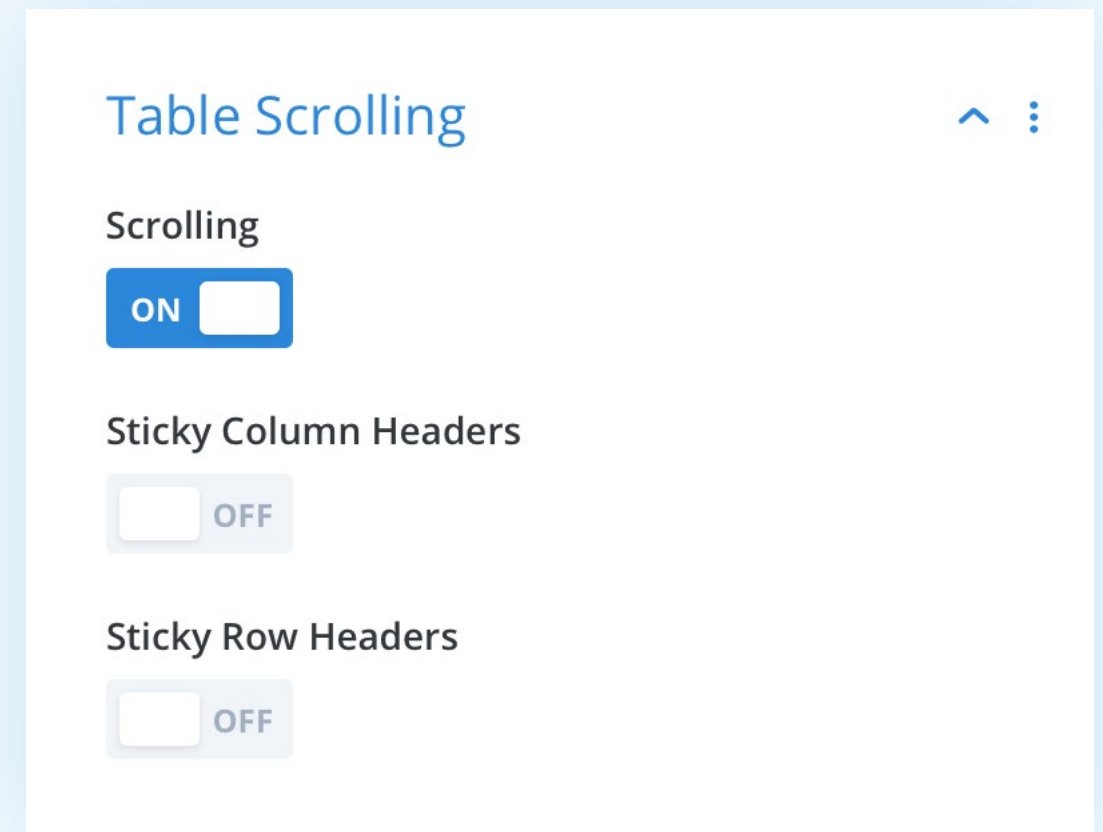 Table Scrolling
Scrolling
ON
Sticky Column Headers
OFF
Sticky Row Headers
OFF